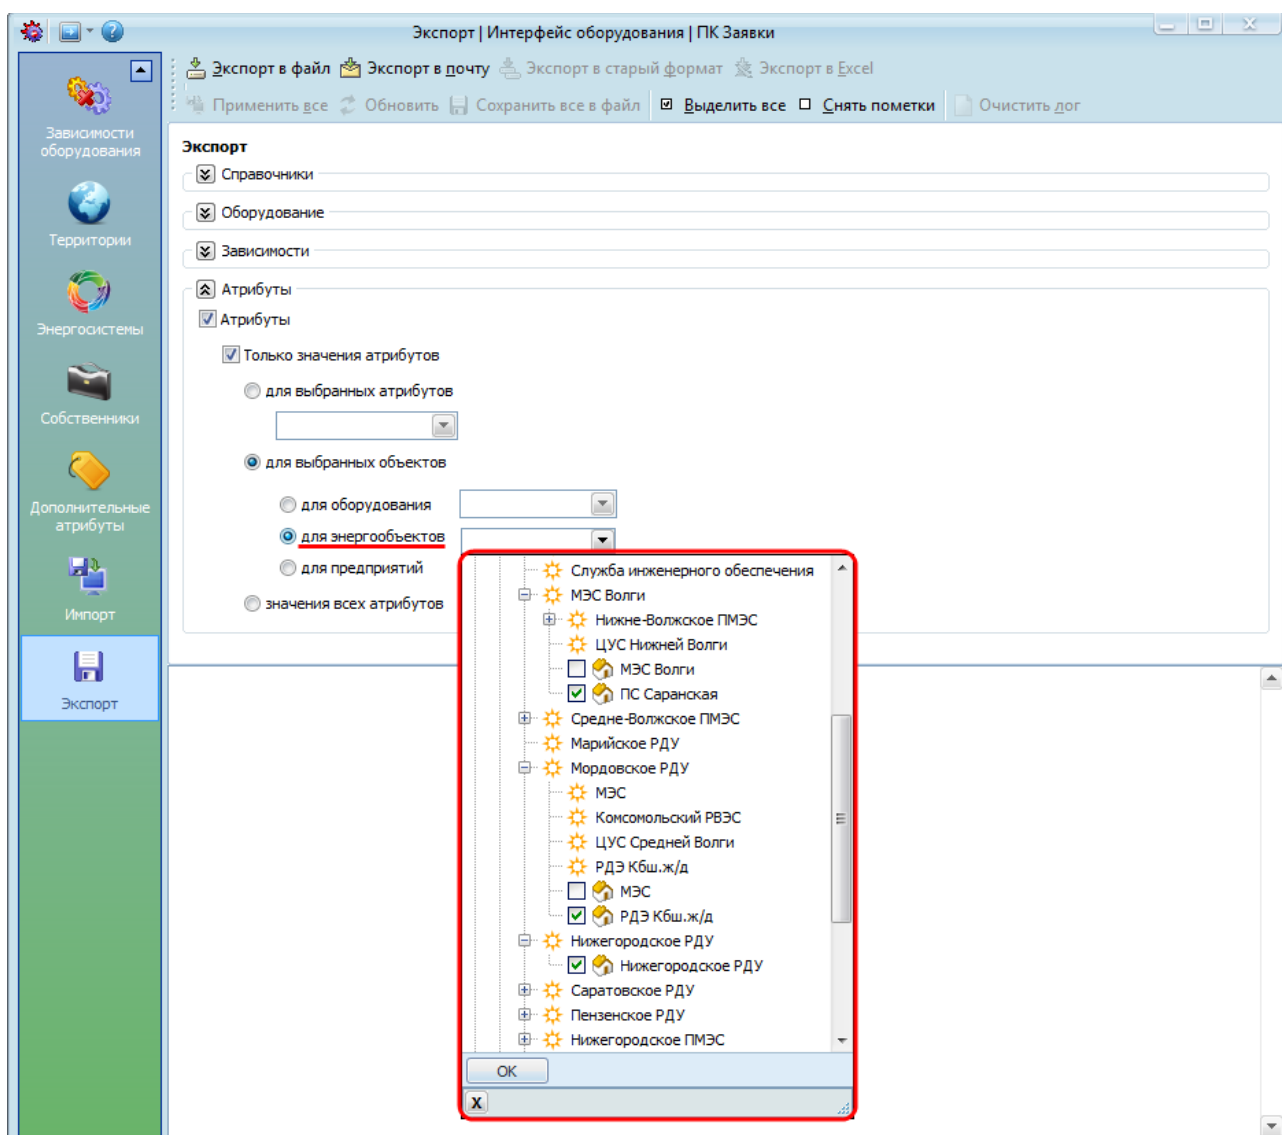 Экспорт | Интерфейс оборудования | ПК Заявки
Экспорт в файл Экспорт в почту Экспорт в старый формат Экспорт в Excel
Применить все Обновить Сохранить все в файл Выделить все Снять пометки Очистить лог
Зависимости
оборудования
Территории
Энергосистемы
Собственники
Дополнительные
атрибуты
Импорт
Экспорт
Экспорт
Справочники
Оборудование
Зависимости
Атрибуты
Атрибуты
Только значения атрибутов
для выбранных атрибутов
для выбранных объектов
для оборудования
для энергообъектов
для предприятий
значения всех атрибутов
Служба инженерного обеспечения
МЭС Волги
Нижне-Волжское ПМЭС
ЦУС Нижней Волги
МЭС Волги
ПС Саранская
Средне-Волжское ПМЭС
Марийское РДУ
Мордовское РДУ
МЭС
Комсомольский РВЭС
ЦУС Средней Волги
РДЭ Кбш.ж/д
МЭС
РДЭ Кбш.ж/д
Нижегородское РДУ
Нижегородское РДУ
Саратовское РДУ
Пензенское РДУ
Нижегородское ПМЭС
ОК
X